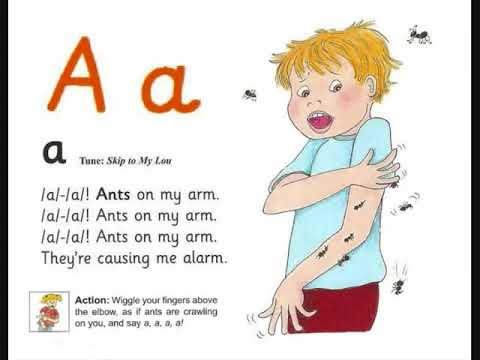 A a
a Tune: Skip to My Lou
/a/-/a/! Ants on my arm.
/a/-/a/! Ants on my arm.
/a/-/a/! Ants on my arm.
They're causing me alarm.
Action: Wiggle your fingers above
the elbow, as if ants are crawling
on you, and say a, a, a, a!